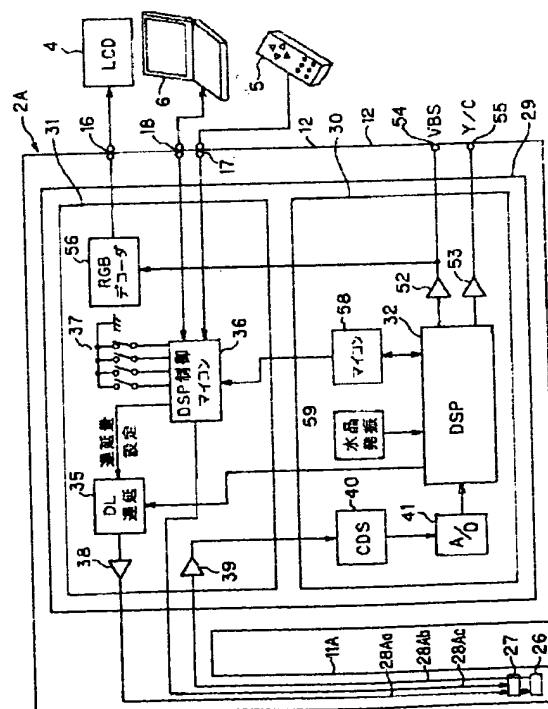 2A
31
16
LCD
4
18
6
12
17
5
12
30
54
VBS
Y/C
55
29
56
RGB
デコーダ
37
DSP制御
マイコン
36
遅延量
設定
35
DL
遅延
38
39
52
53
58
マイコン
32
59
水晶
発振
DSP
40
CDS
41
A/D
11A
28Aa
28Ab
28Ac
27
26